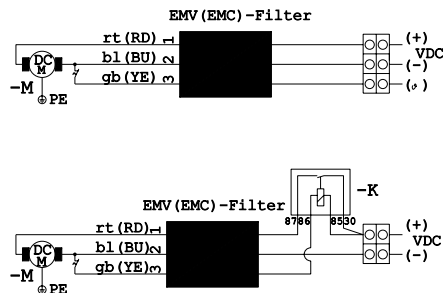 EMV(EMC)-Filter
rt(RD) 1
(+)
VDC
bl(BU) 2
(-)
DC
M
gb(YE) 3
-M
PE
EMV(EMC)-Filter
-K
87 86 85 30
rt(RD) 1
(+)
VDC
bl(BU) 2
(-)
DC
M
gb(YE) 3
-M
PE